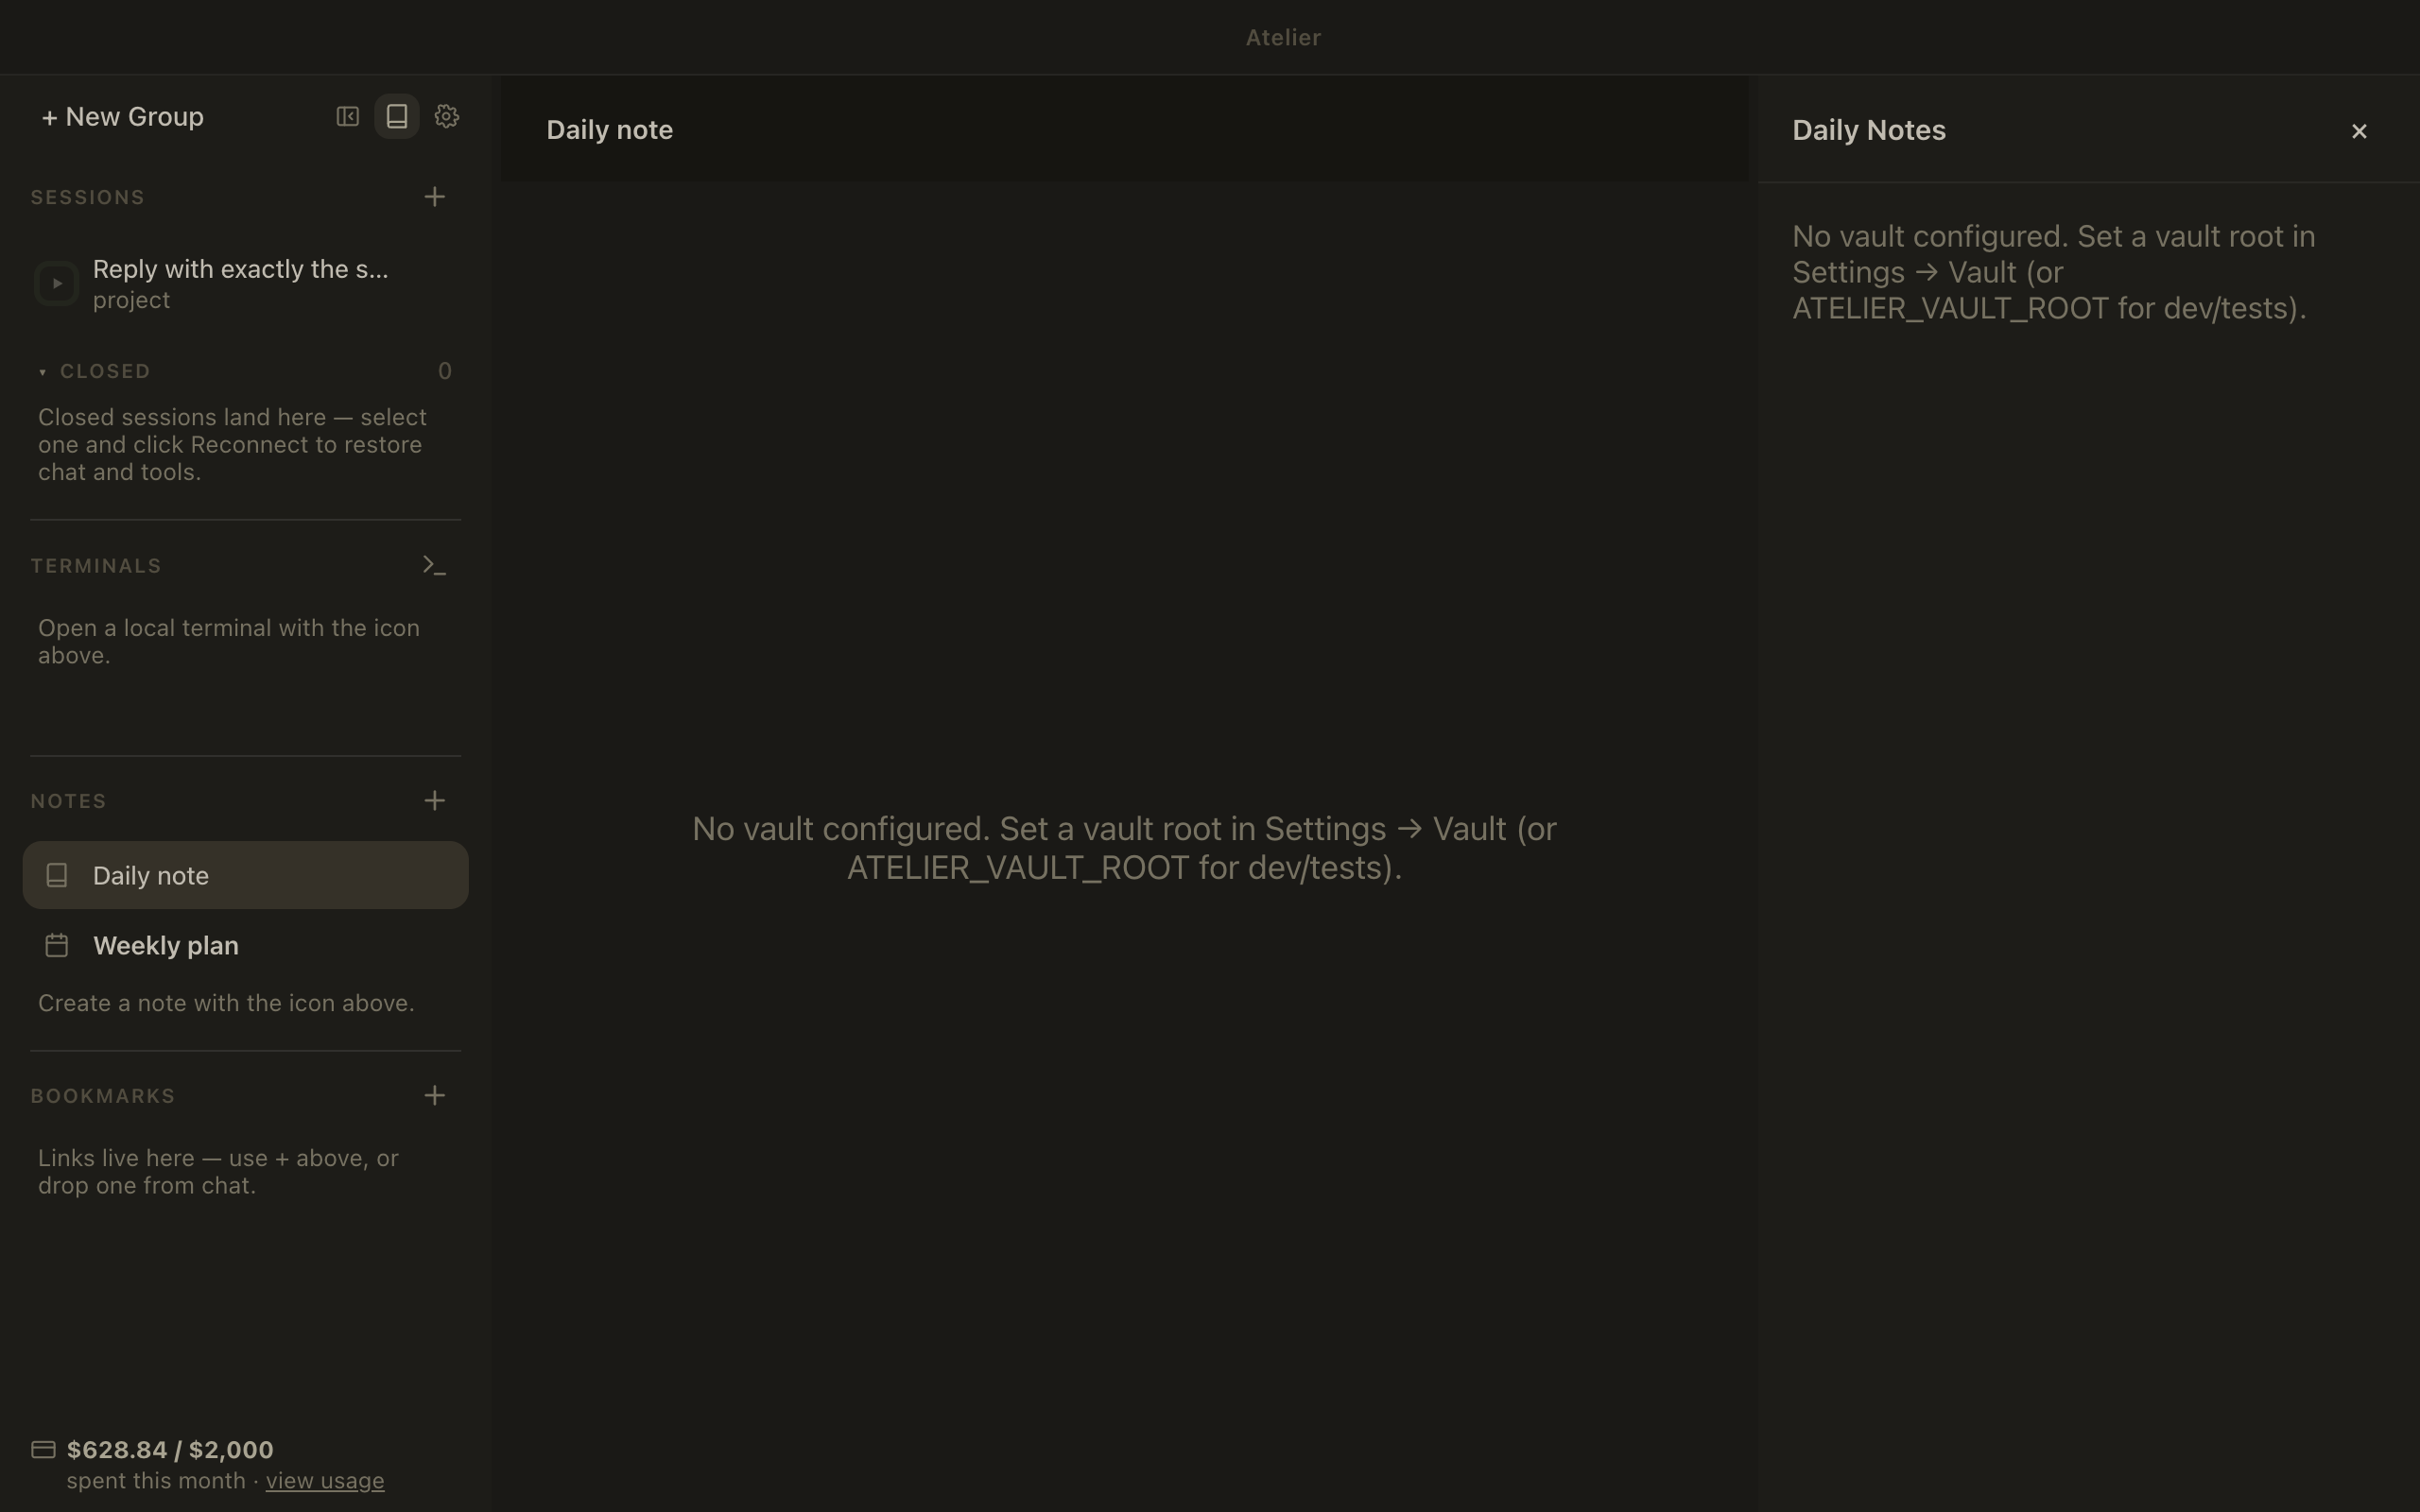 Atelier
+ New Group
SESSIONS
Reply with exactly the s...
project
CLOSED
0
Closed sessions land here — select
one and click Reconnect to restore
chat and tools.
TERMINALS
Open a local terminal with the icon
above.
NOTES
Daily note
Weekly plan
Create a note with the icon above.
BOOKMARKS
Links live here — use + above, or
drop one from chat.
$628.84 / $2,000
spent this month · view usage
Daily note
No vault configured. Set a vault root in Settings → Vault (or
ATELIER_VAULT_ROOT for dev/tests).
Daily Notes
No vault configured. Set a vault root in
Settings → Vault (or
ATELIER_VAULT_ROOT for dev/tests).